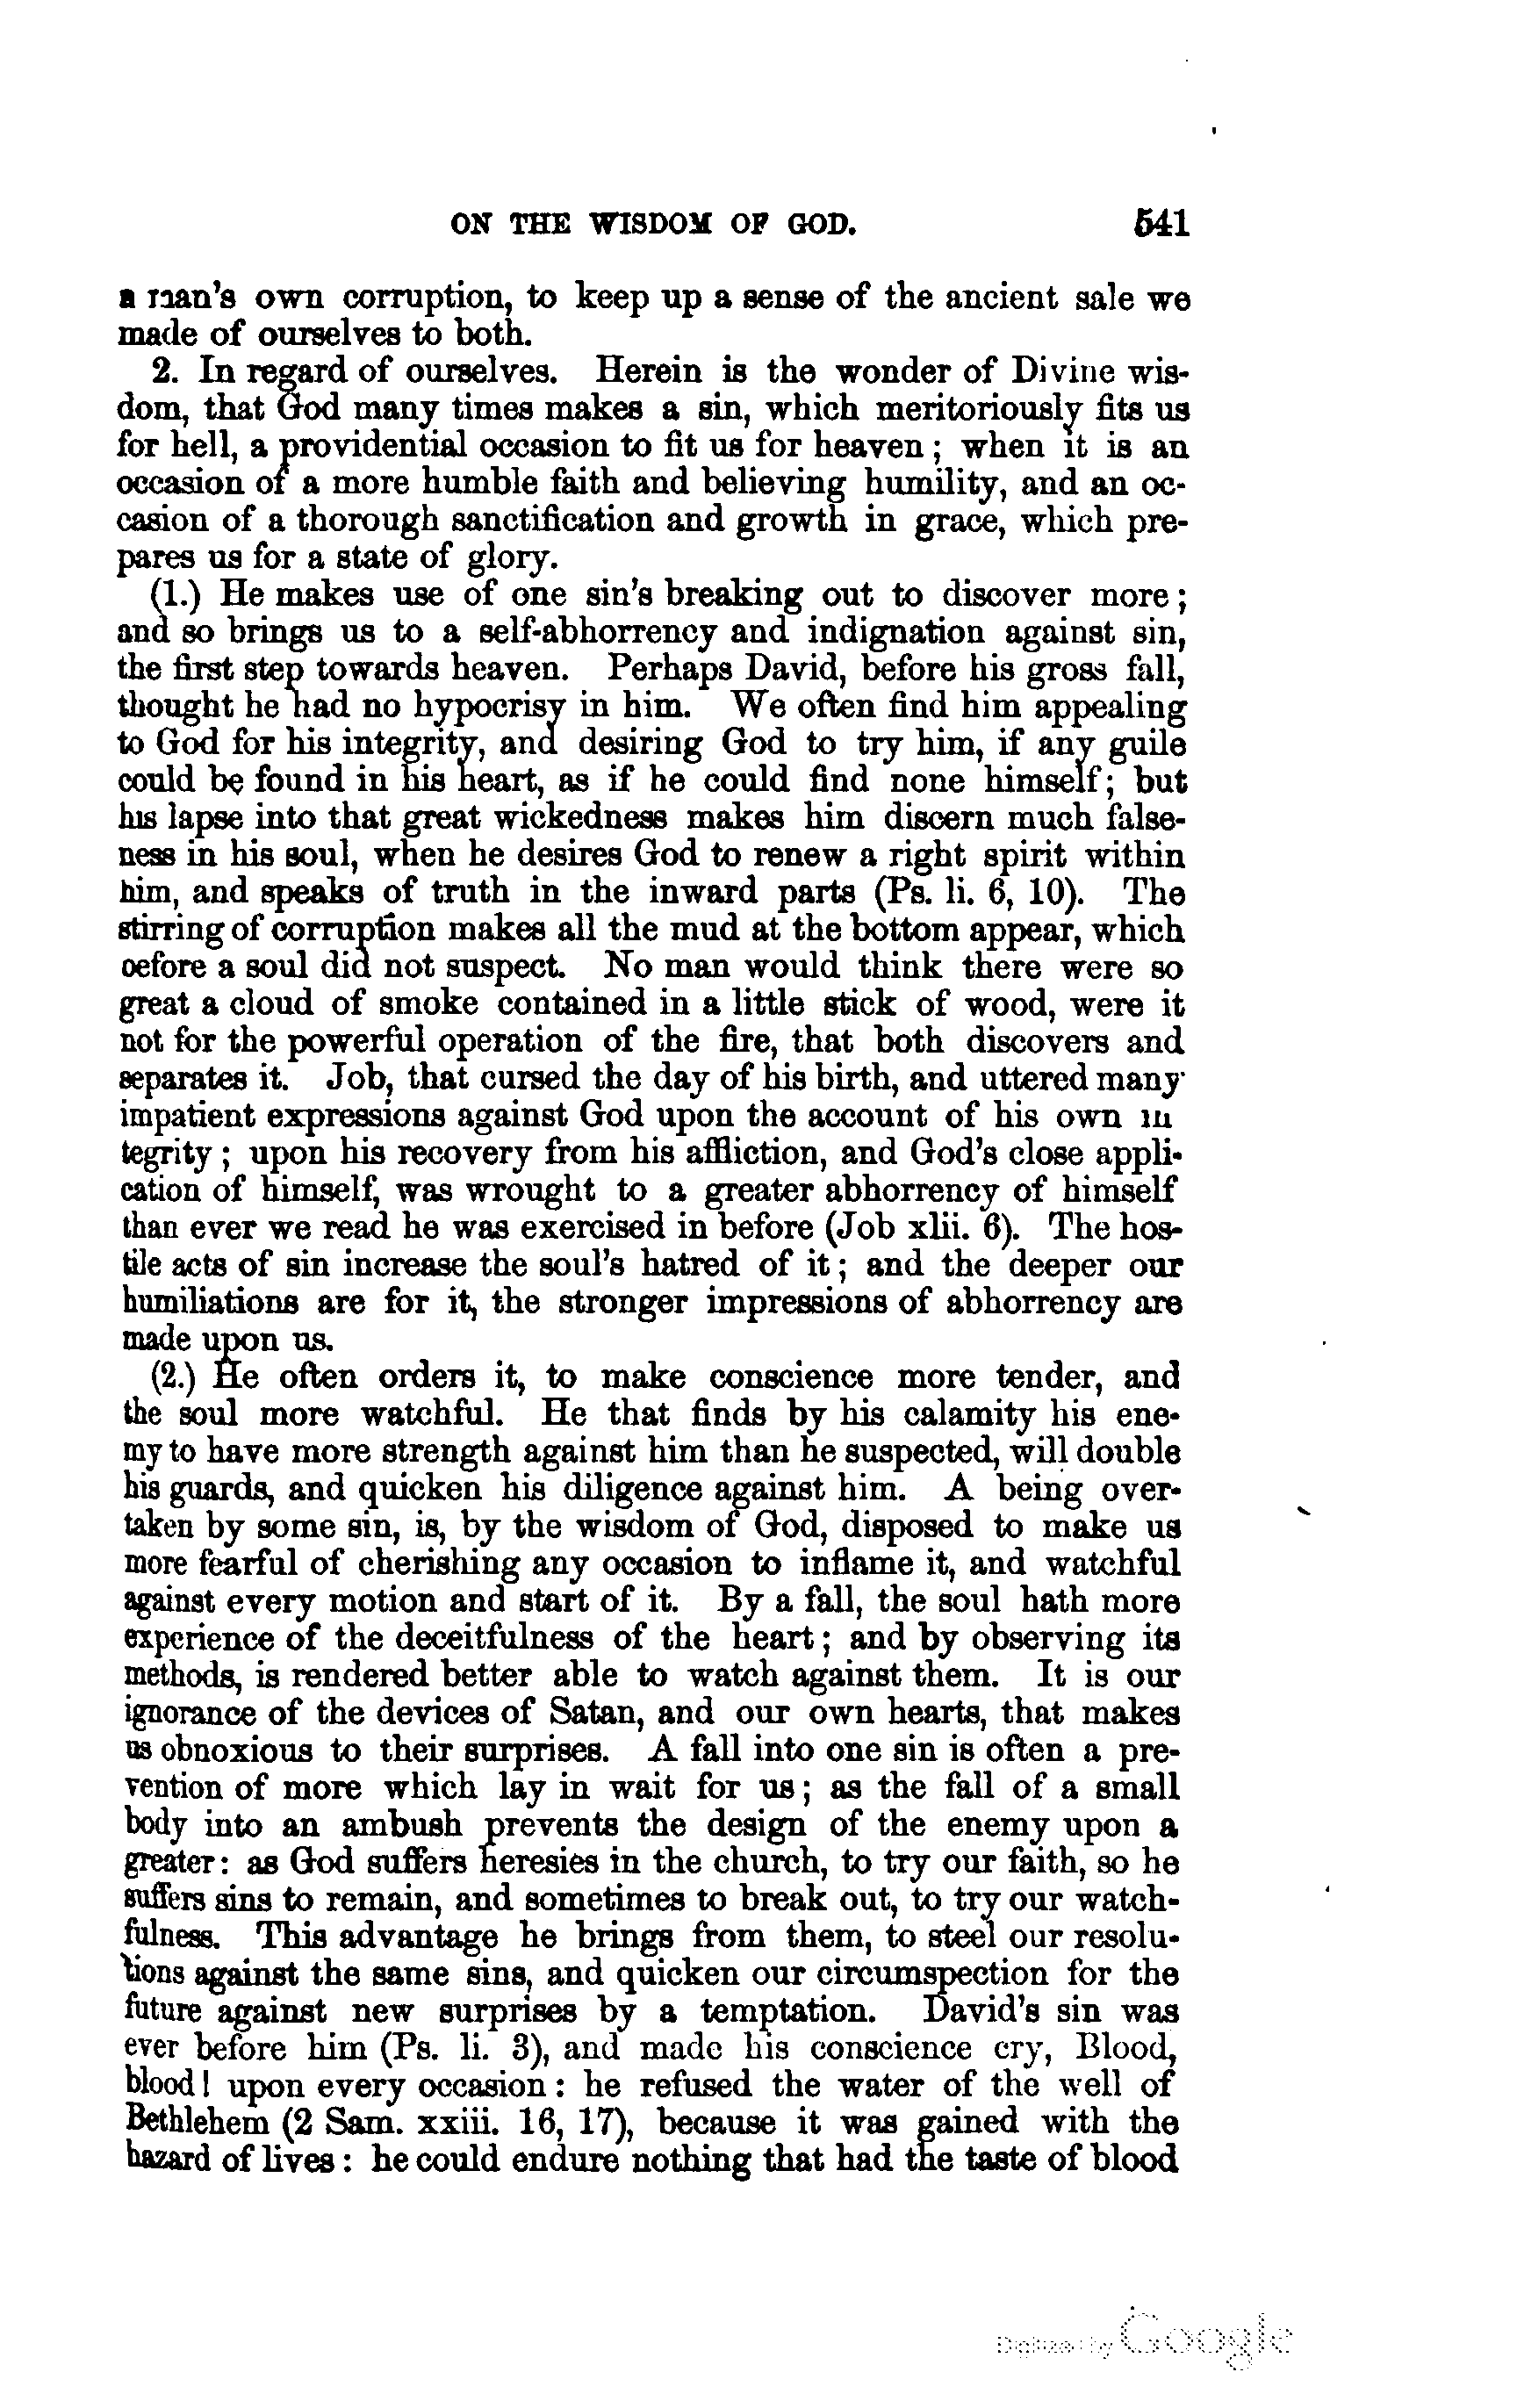 ON THE WISDOM OF GOD. 541
a man's own corruption, to keep up a sense of the ancient sale we
made of ourselves to both.
2. In regard of ourselves. Herein is the wonder of Divine wis-
dom, that God many times makes a sin, which meritoriously fits us
for hell, a providential occasion to fit us for heaven; when it is an
occasion of a more humble faith and believing humility, and an oc-
casion of a thorough sanctification and growth in grace, which pre-
pares us for a state of glory.
(1.) He makes use of one sin's breaking out to discover more;
and so brings us to a self-abhorrency and indignation against sin,
the first step towards heaven. Perhaps David, before his gross fall,
thought he had no hypocrisy in him. We often find him appealing
to God for his integrity, and desiring God to try him, if any guile
could be found in his heart, as if he could find none himself; but
his lapse into that great wickedness makes him discern much false-
ness in his soul, when he desires God to renew a right spirit within
him, and speaks of truth in the inward parts (Ps. li. 6, 10). The
stirring of corruption makes all the mud at the bottom appear, which
before a soul did not suspect. No man would think there were so
great a cloud of smoke contained in a little stick of wood, were it
not for the powerful operation of the fire, that both discovers and
separates it. Job, that cursed the day of his birth, and uttered many
impatient expressions against God upon the account of his own in
tegrity; upon his recovery from his affliction, and God's close appli-
cation of himself, was wrought to a greater abhorrency of himself
than ever we read he was exercised in before (Job xlii. 6). The hos-
tile acts of sin increase the soul's hatred of it; and the deeper our
humiliations are for it, the stronger impressions of abhorrency are
made upon us.
(2.) He often orders it, to make conscience more tender, and
the soul more watchful. He that finds by his calamity his ene-
my to have more strength against him than he suspected, will double
his guards, and quicken his diligence against him. A being over-
taken by some sin, is, by the wisdom of God, disposed to make us
more fearful of cherishing any occasion to inflame it, and watchful
against every motion and start of it. By a fall, the soul hath more
experience of the deceitfulness of the heart; and by observing its
methods, is rendered better able to watch against them. It is our
ignorance of the devices of Satan, and our own hearts, that makes
us obnoxious to their surprises. A fall into one sin is often a pre-
vention of more which lay in wait for us; as the fall of a small
body into an ambush prevents the design of the enemy upon a
greater: as God suffers heresies in the church, to try our faith, so he
suffers sins to remain, and sometimes to break out, to try our watch-
fulness. This advantage he brings from them, to steel our resolu-
tions against the same sins, and quicken our circumspection for the
future against new surprises by a temptation. David's sin was
ever before him (Ps. li. 3), and made his conscience cry, Blood,
blood! upon every occasion: he refused the water of the well of
Bethlehem (2 Sam. xxiii. 16, 17), because it was gained with the
hazard of lives: he could endure nothing that had the taste of blood
Digitized by Google